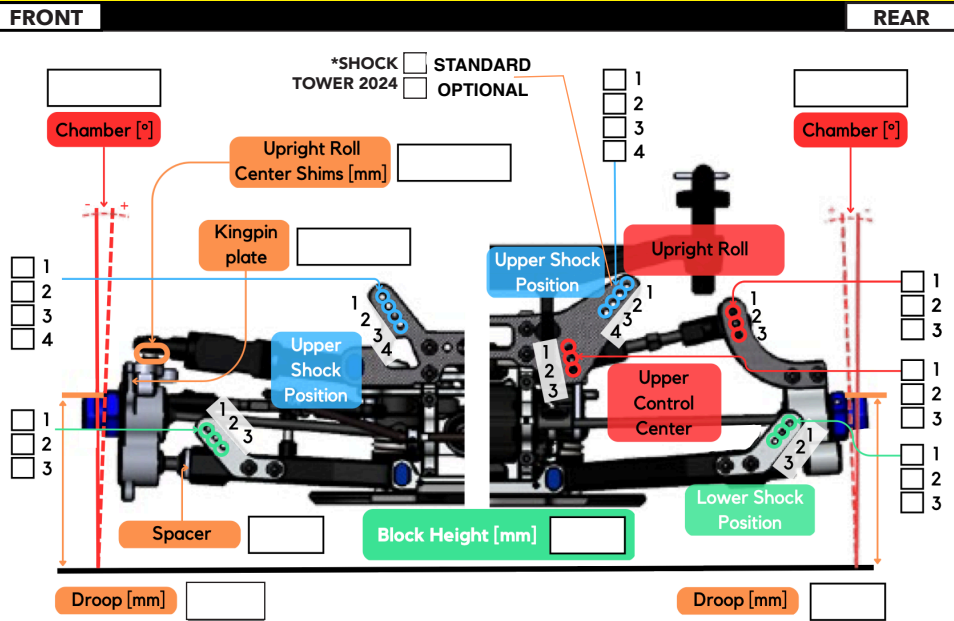 FRONT
REAR
*SHOCK
TOWER 2024
STANDARD
OPTIONAL
1
2
3
4
Chamber [°]
Chamber [°]
Upright Roll
Center Shims [mm]
- +
- +
Kingpin
plate
Upper Shock
Position
Upright Roll
1
2
3
4
1
2
3
4
1
2
3
4
1
2
3
1
2
3
Upper
Shock
Position
1
2
3
Upper
Control
Center
1
2
3
1
2
3
1
2
3
1
2
3
1
2
3
Lower Shock
Position
Spacer
Block Height [mm]
Droop [mm]
Droop [mm]